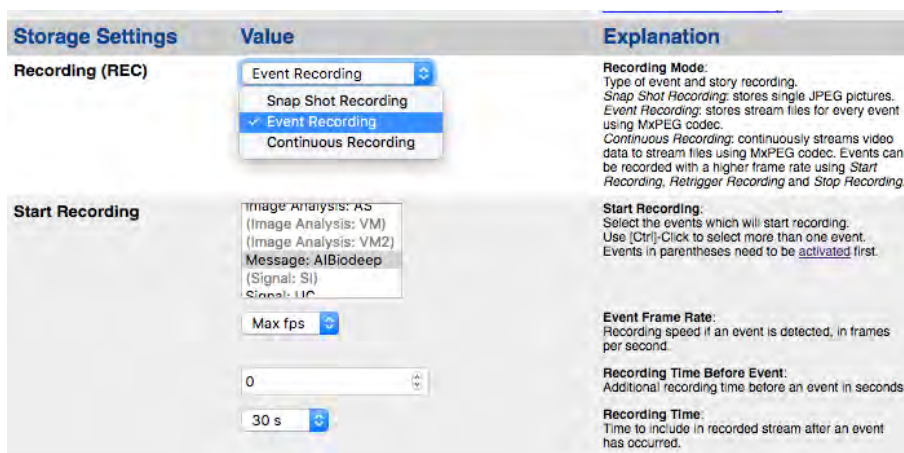 Storage Settings Value Explanation
Recording (REC)
Event Recording
Snap Shot Recording
✓ Event Recording
Continuous Recording
Recording Mode:
Type of event and story recording.
Snap Shot Recording: stores single JPEG pictures.
Event Recording: stores stream files for every event
using MxPEG codec.
Continuous Recording: continuously streams video
data to stream files using MxPEG codec. Events can
be recorded with a higher frame rate using Start
Recording, Retrigger Recording and Stop Recording.
Start Recording
Image Analysis: AS
(Image Analysis: VM)
(Image Analysis: VM2)
Message: AIBiodeep
(Signal: SI)
Signal: UC
Start Recording:
Select the events which will start recording.
Use [Ctrl]-Click to select more than one event.
Events in parentheses need to be activated first.
Max fps
Event Frame Rate:
Recording speed if an event is detected, in frames
per second.
0
Recording Time Before Event:
Additional recording time before an event in seconds
30 s
Recording Time:
Time to include in recorded stream after an event
has occurred.